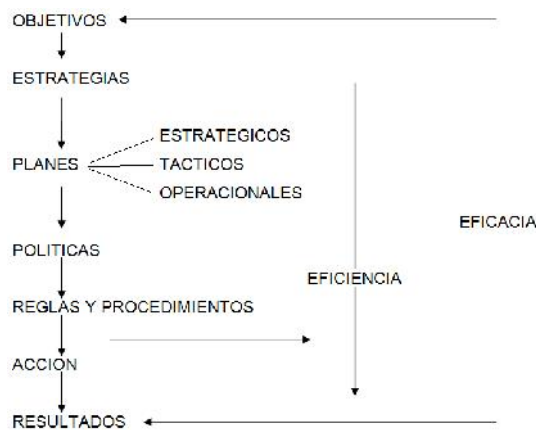 OBJETIVOS
ESTRATEGIAS
ESTRATEGICOS
PLANES
TACTICOS
OPERACIONALES
POLITICAS
EFICACIA
EFICIENCIA
REGLAS Y PROCEDIMIENTOS
ACCION
RESULTADOS